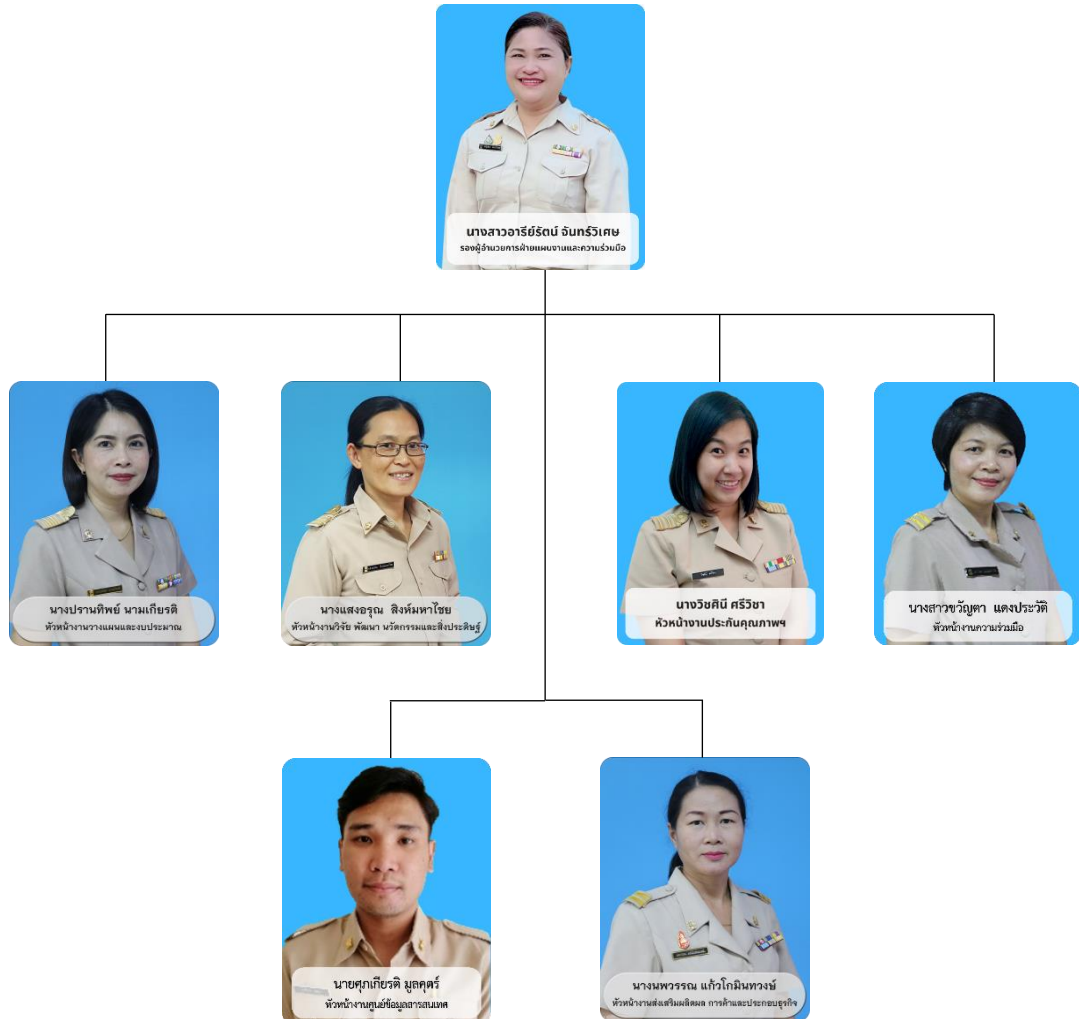 นางสาวอารีย์รัตน์ จันทร์วิเศษ
รองผู้อำนวยการฝ่ายแผนงานและความร่วมมือ
นางปรานทิพย์ นามเกียรติ
หัวหน้างานวางแผนและงบประมาณ
นางแสงอรุณ สิงห์มหาไชย
หัวหน้างานวิจัย พัฒนา นวัตกรรมและสิ่งประดิษฐ์
นางวิชศินี ศรีวิชา
หัวหน้างานประกันคุณภาพฯ
นางสาวขวัญตา แดงประวัติ
หัวหน้างานความร่วมมือ
นายศุภเกียรติ มูลคุตร์
หัวหน้างานศูนย์ข้อมูลสารสนเทศ
นางนพวรรณ แก้วโกมินทวงษ์
หัวหน้างานส่งเสริมผลิตผล การค้าและประกอบธุรกิจ